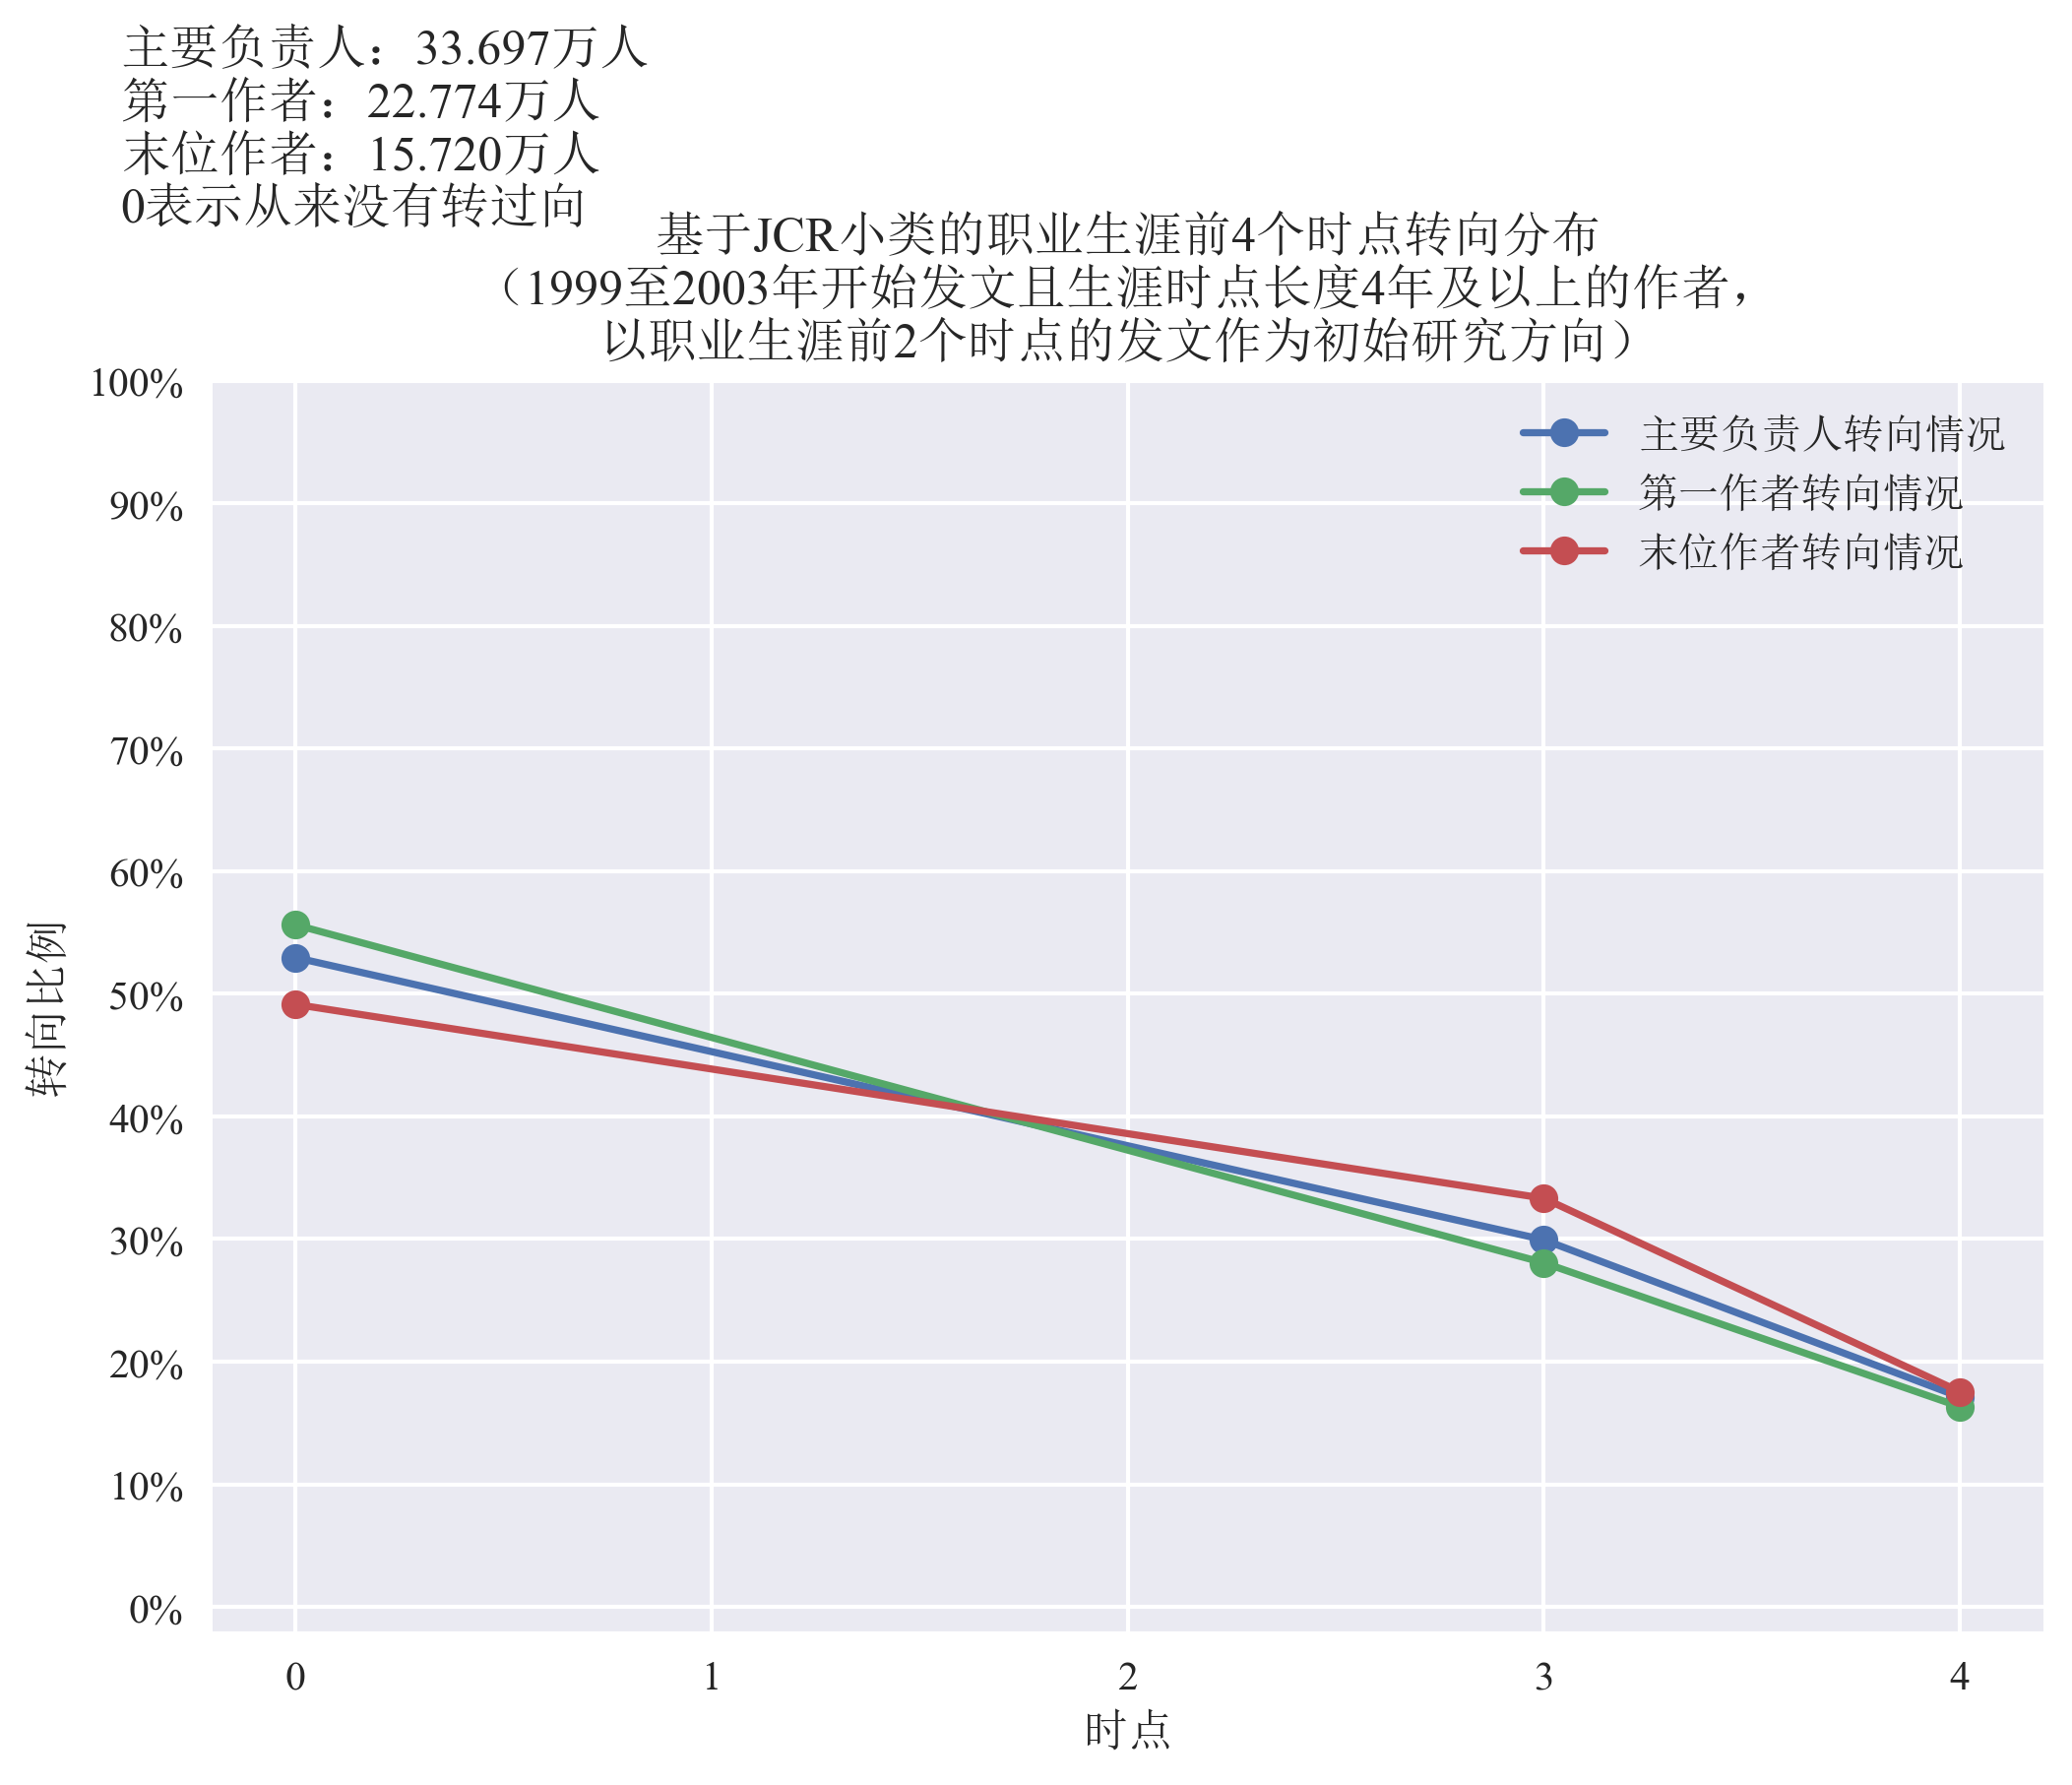 主要负责人：33.697万人
第一作者：22.774万人
末位作者：15.720万人
0表示从来没有转过向
基于JCR小类的职业生涯前4个时点转向分布
（1999至2003年开始发文且生涯时点长度4年及以上的作者，
以职业生涯前2个时点的发文作为初始研究方向）
100%
90%
80%
70%
60%
50%
40%
30%
20%
10%
0%
转向比例
主要负责人转向情况
第一作者转向情况
末位作者转向情况
0 1 2 3 4
时点